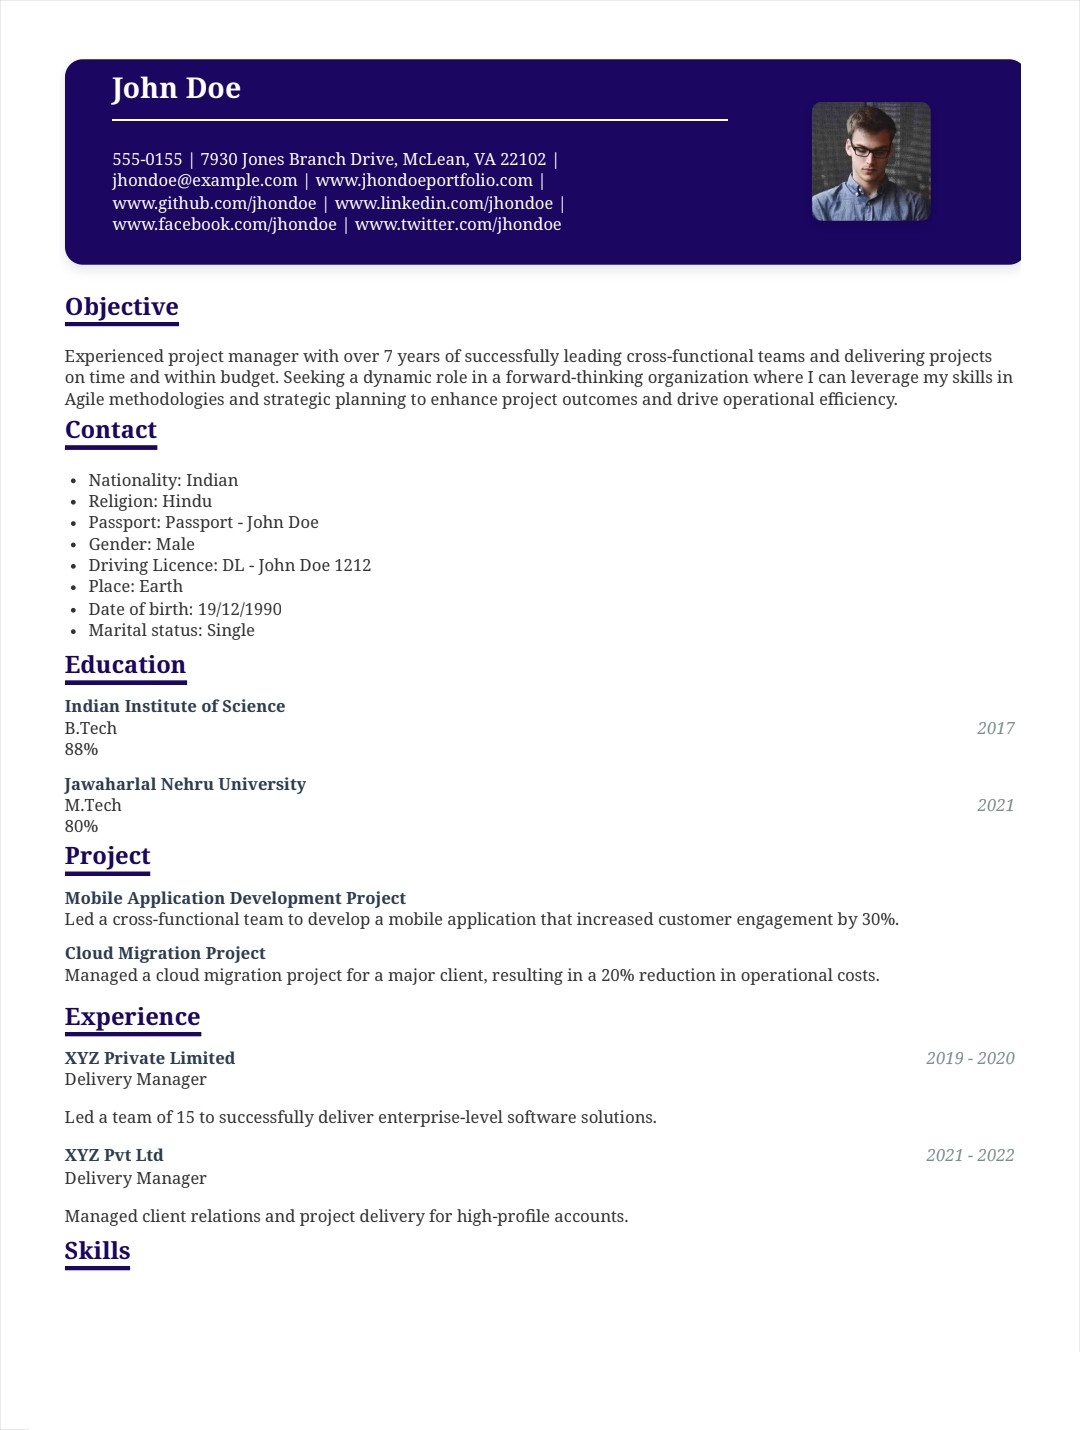 John Doe
555-0155 | 7930 Jones Branch Drive, McLean, VA 22102 |
jhondoe@example.com | www.jhondoeportfolio.com |
www.github.com/jhondoe | www.linkedin.com/jhondoe |
www.facebook.com/jhondoe | www.twitter.com/jhondoe
Objective
Experienced project manager with over 7 years of successfully leading cross-functional teams and delivering projects
on time and within budget. Seeking a dynamic role in a forward-thinking organization where I can leverage my skills in
Agile methodologies and strategic planning to enhance project outcomes and drive operational efficiency.
Contact
• Nationality: Indian
• Religion: Hindu
• Passport: Passport - John Doe
• Gender: Male
• Driving Licence: DL - John Doe 1212
• Place: Earth
• Date of birth: 19/12/1990
• Marital status: Single
Education
Indian Institute of Science
B.Tech 2017
88%
Jawaharlal Nehru University
M.Tech 2021
80%
Project
Mobile Application Development Project
Led a cross-functional team to develop a mobile application that increased customer engagement by 30%.
Cloud Migration Project
Managed a cloud migration project for a major client, resulting in a 20% reduction in operational costs.
Experience
XYZ Private Limited 2019 - 2020
Delivery Manager
Led a team of 15 to successfully deliver enterprise-level software solutions.
XYZ Pvt Ltd 2021 - 2022
Delivery Manager
Managed client relations and project delivery for high-profile accounts.
Skills